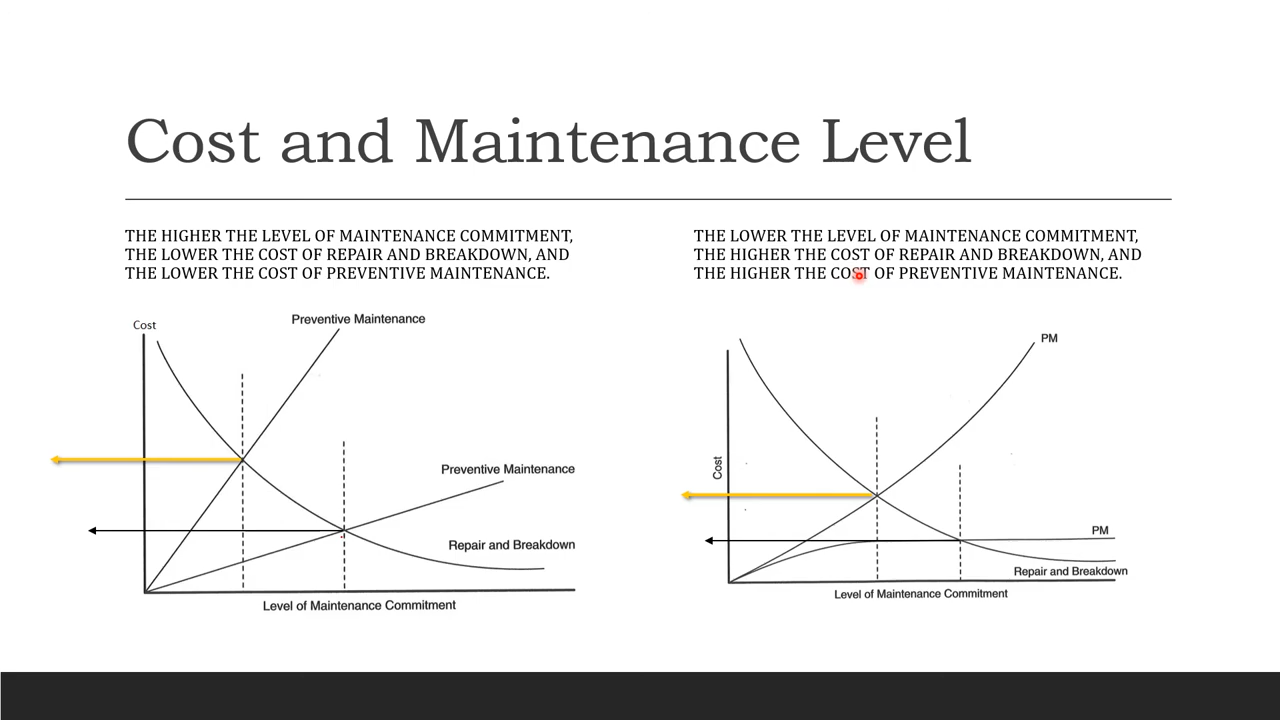 Cost and Maintenance Level
THE HIGHER THE LEVEL OF MAINTENANCE COMMITMENT,
THE LOWER THE COST OF REPAIR AND BREAKDOWN, AND
THE LOWER THE COST OF PREVENTIVE MAINTENANCE.
Cost
Preventive Maintenance
Preventive Maintenance
Repair and Breakdown
Level of Maintenance Commitment
THE LOWER THE LEVEL OF MAINTENANCE COMMITMENT,
THE HIGHER THE COST OF REPAIR AND BREAKDOWN, AND
THE HIGHER THE COST OF PREVENTIVE MAINTENANCE.
PM
Cost
PM
Repair and Breakdown
Level of Maintenance Commitment